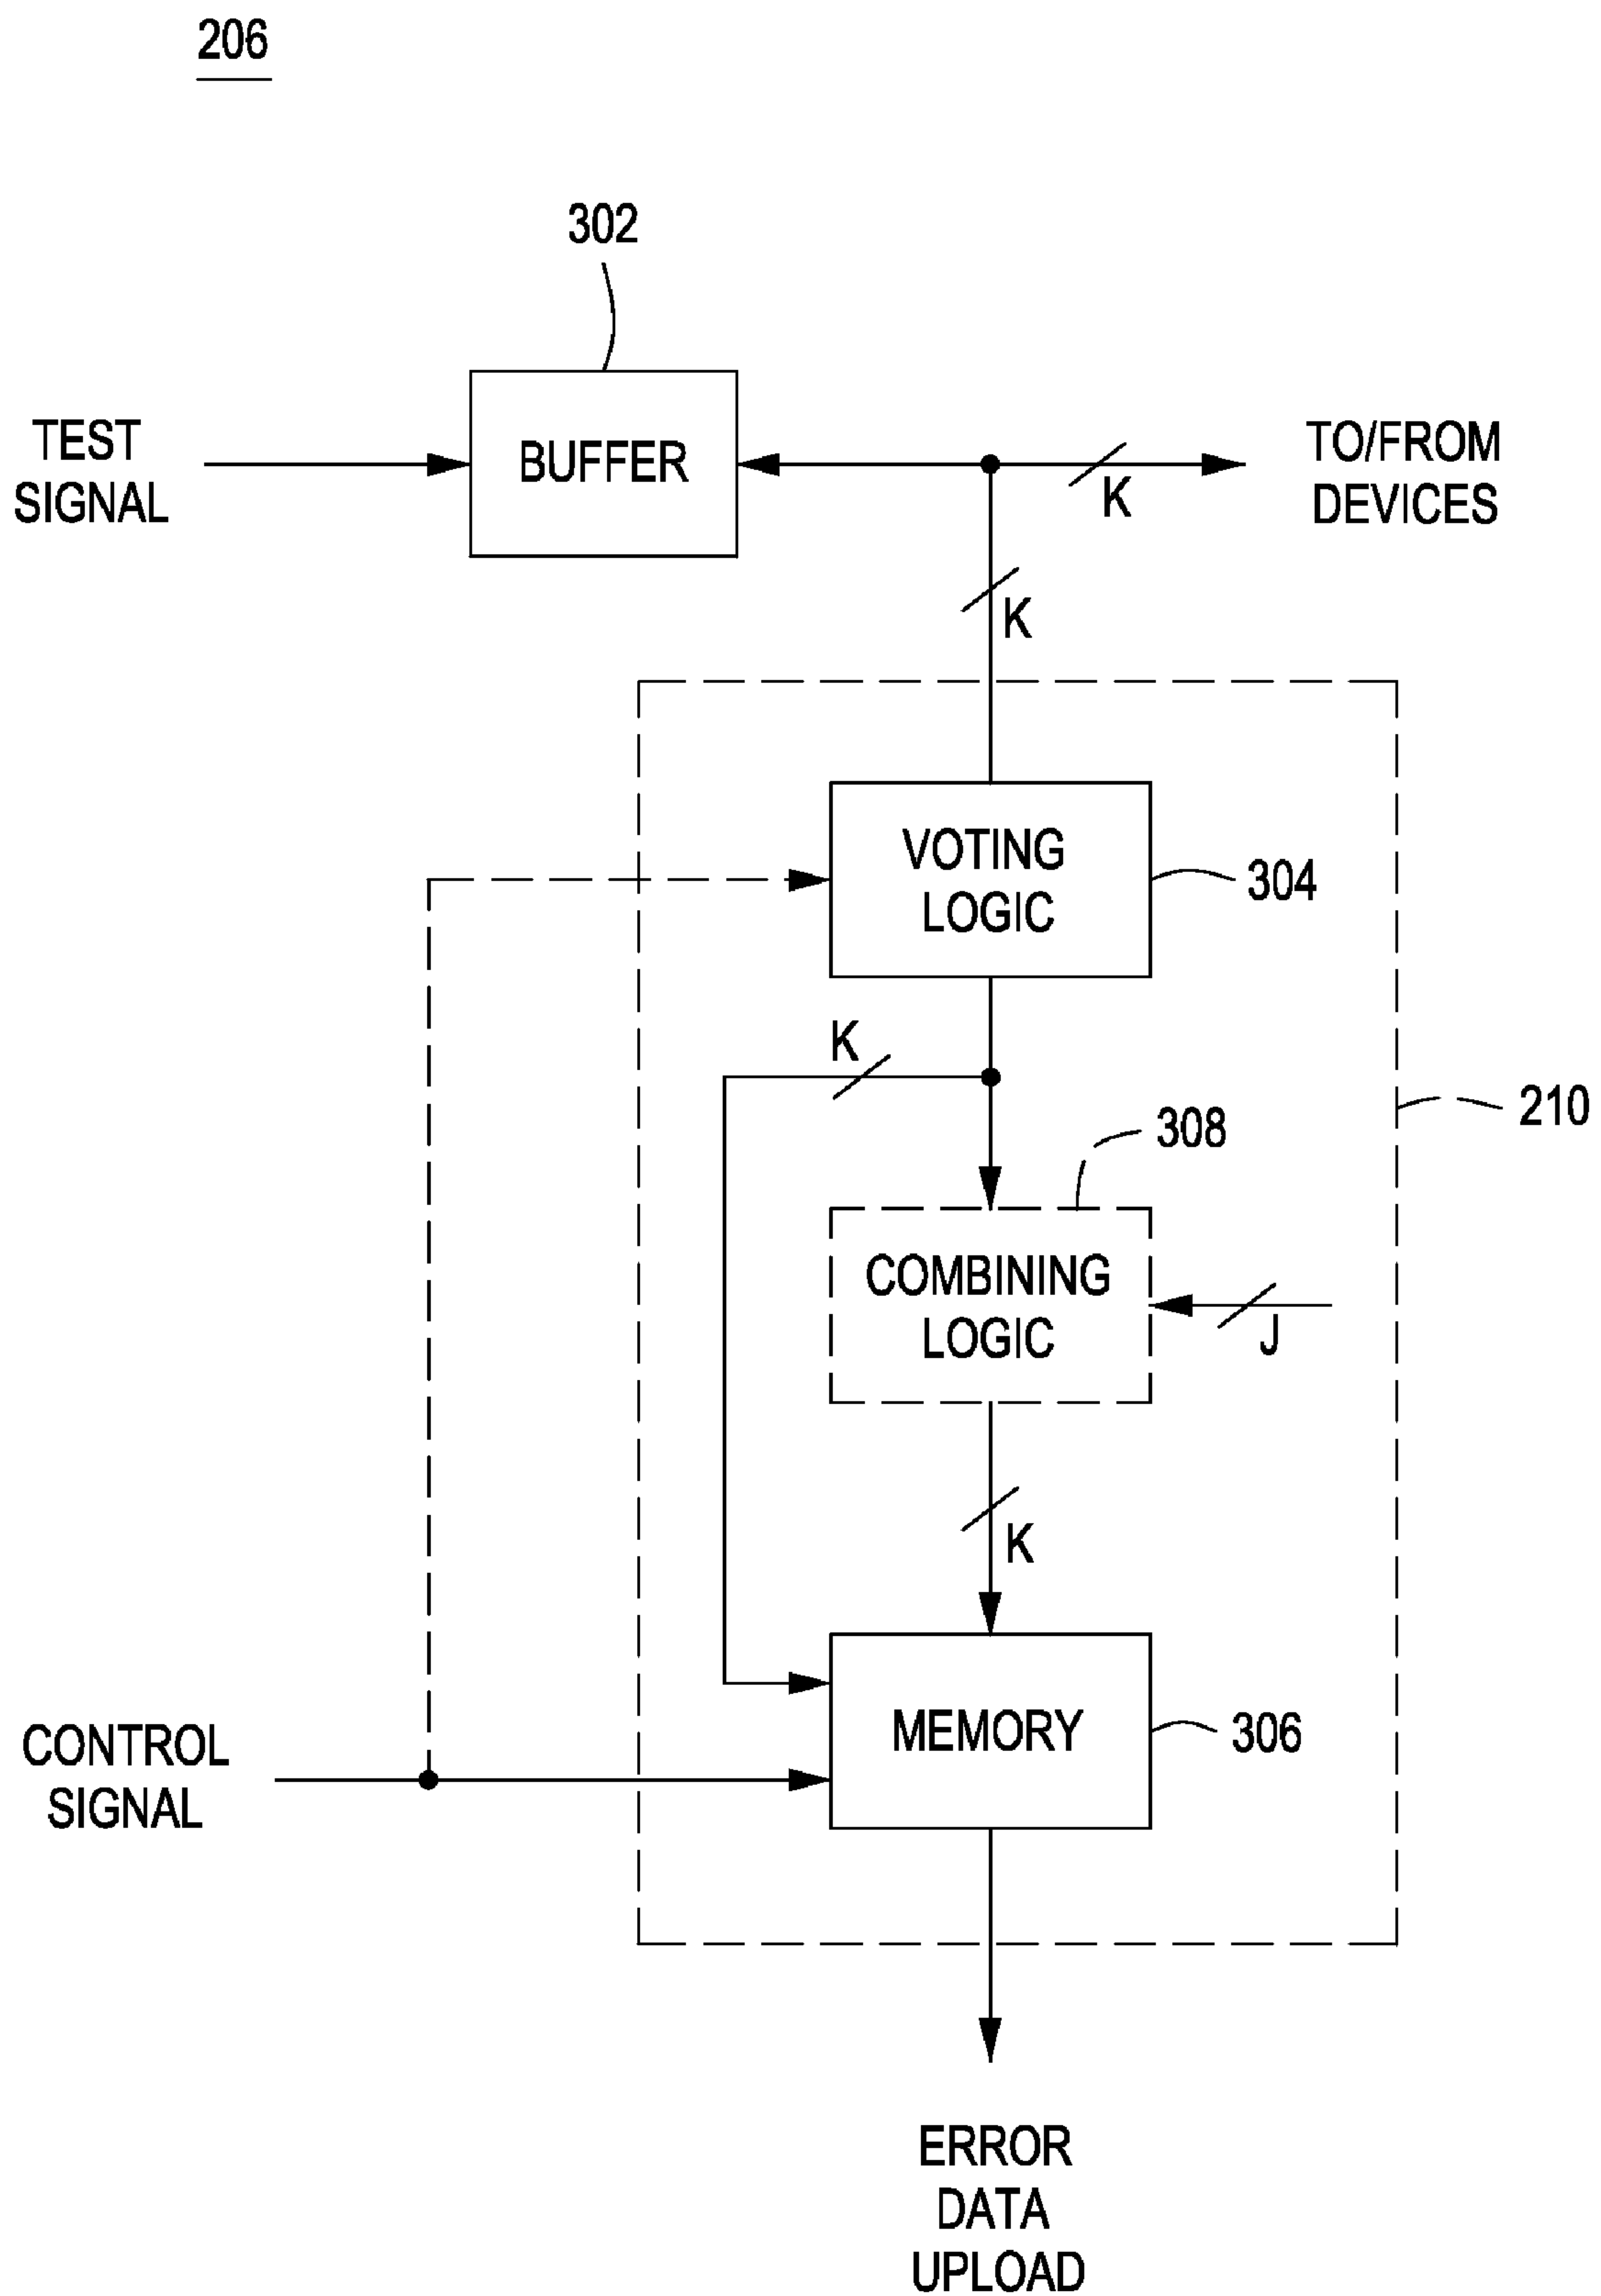 206
302
TEST
SIGNAL
BUFFER
K
TO/FROM
DEVICES
K
VOTING
LOGIC
304
K
210
308
COMBINING
LOGIC
J
K
MEMORY
306
CONTROL
SIGNAL
ERROR
DATA
UPLOAD